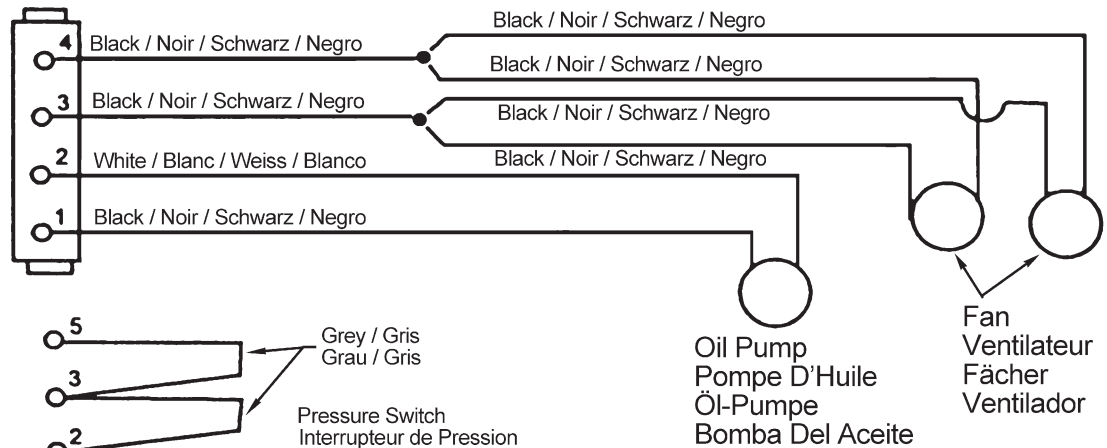 Black / Noir / Schwarz / Negro
4
Black / Noir / Schwarz / Negro
Black / Noir / Schwarz / Negro
3
Black / Noir / Schwarz / Negro
Black / Noir / Schwarz / Negro
2
White / Blanc / Weiss / Blanco
Black / Noir / Schwarz / Negro
1
Black / Noir / Schwarz / Negro
Fan
Ventilateur
Fächer
Ventilador
Oil Pump
Pompe D'Huile
Öl-Pumpe
Bomba Del Aceite
5
Grey / Gris
Grau / Gris
3
Pressure Switch
Interrupteur de Pression
2